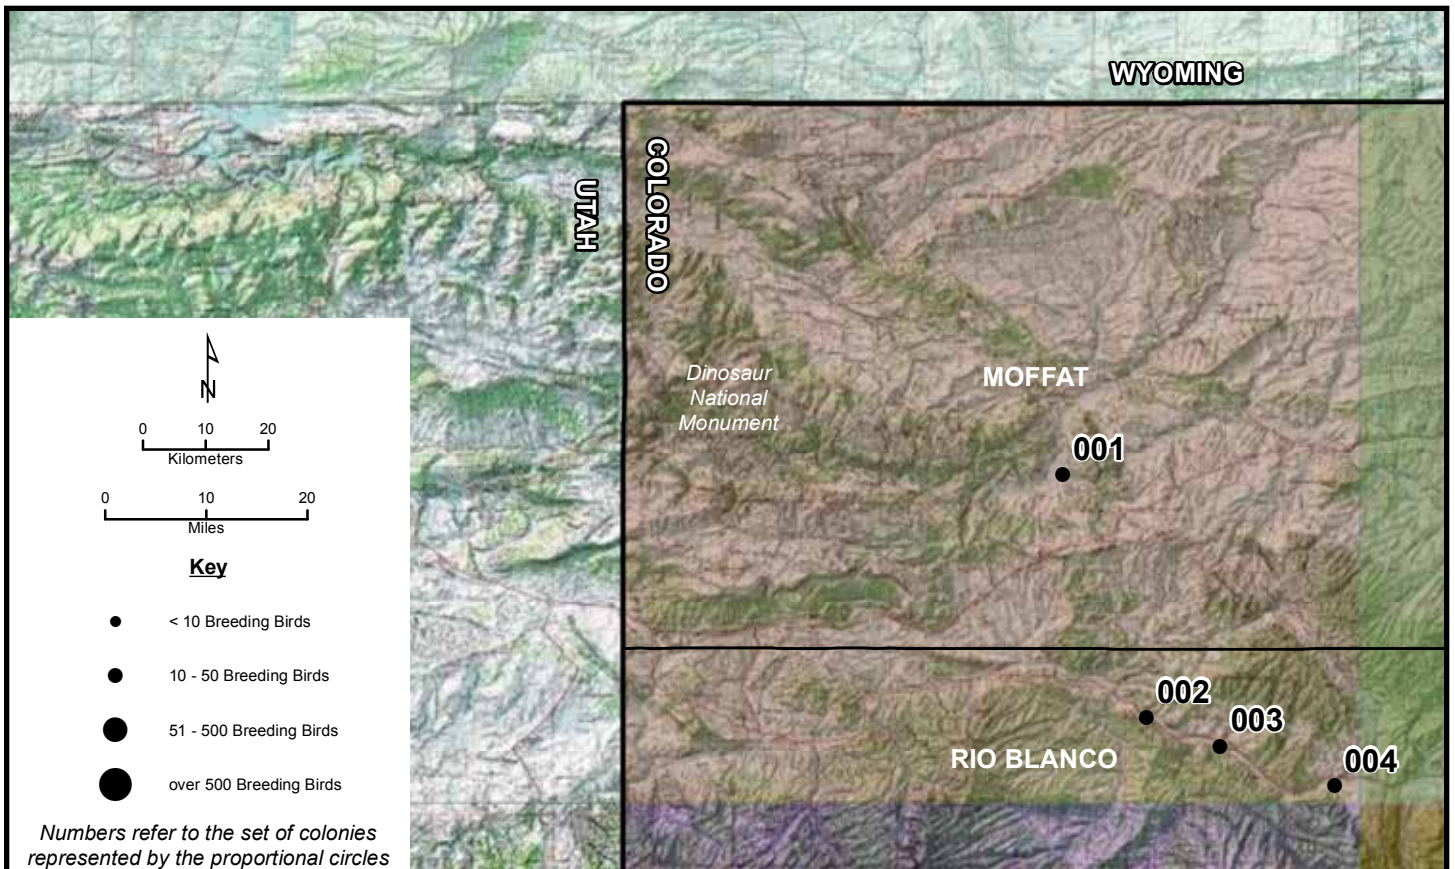 WYOMING
COLORADO
UTAH
Dinosaur
National
Monument
MOFFAT
001
N
0 10 20
Kilometers
0 10 20
Miles
Key
< 10 Breeding Birds
10 - 50 Breeding Birds
51 - 500 Breeding Birds
over 500 Breeding Birds
Numbers refer to the set of colonies
represented by the proportional circles
002
003
RIO BLANCO
004